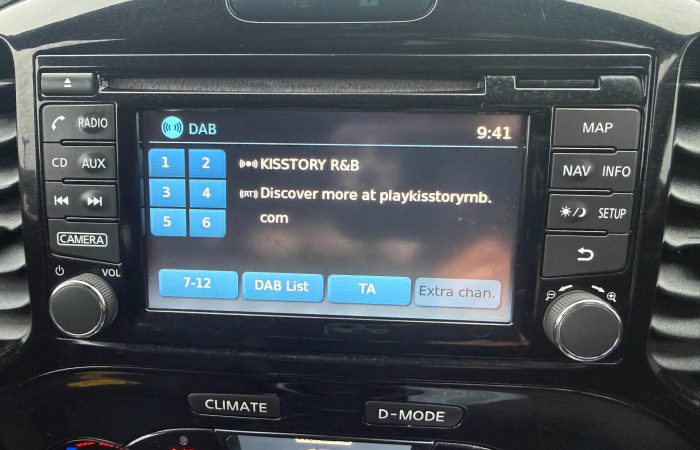 DAB 9:41
RADIO
MAP
1 2 KISSTORY R&B
CD AUX
NAV INFO
3 4 RT Discover more at playkisstoryrnb.
com
5 6
SETUP
CAMERA
VOL
7-12 DAB List TA Extra chan.
CLIMATE
D-MODE